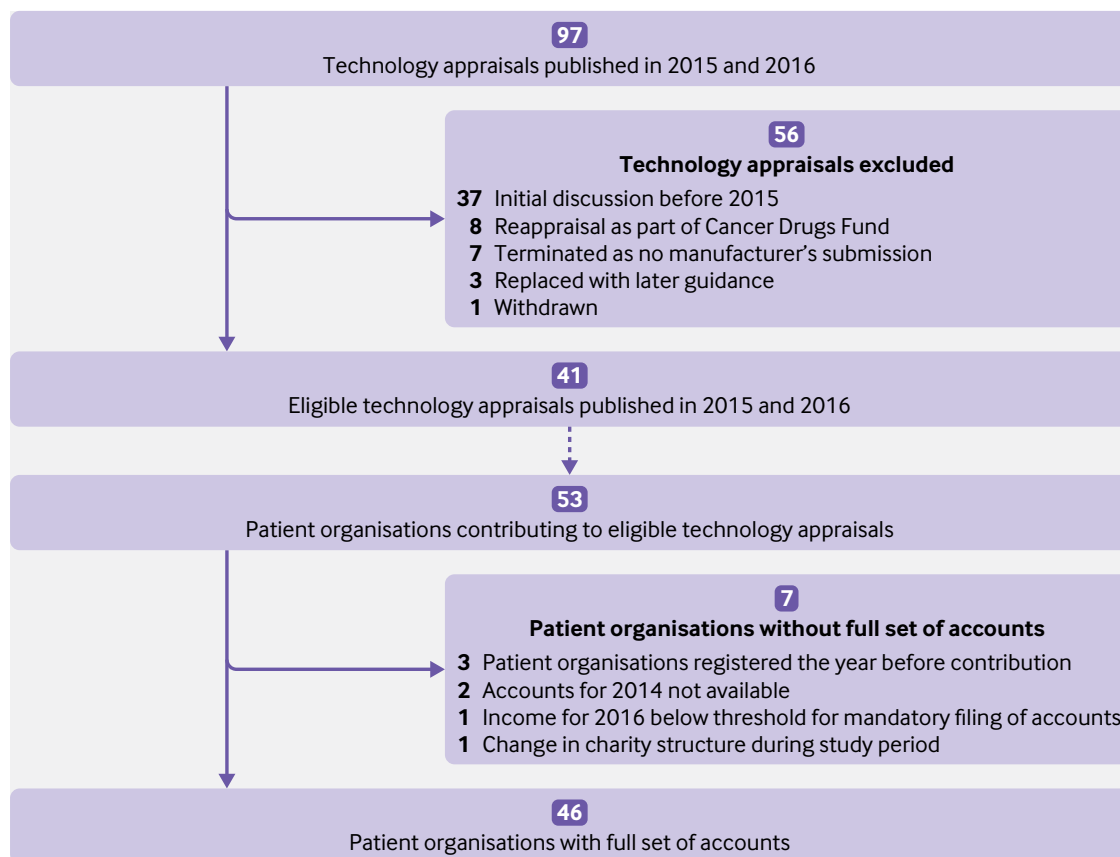 97
Technology appraisals published in 2015 and 2016
56
Technology appraisals excluded
37 Initial discussion before 2015
8 Reappraisal as part of Cancer Drugs Fund
7 Terminated as no manufacturer's submission
3 Replaced with later guidance
1 Withdrawn
41
Eligible technology appraisals published in 2015 and 2016
53
Patient organisations contributing to eligible technology appraisals
7
Patient organisations without full set of accounts
3 Patient organisations registered the year before contribution
2 Accounts for 2014 not available
1 Income for 2016 below threshold for mandatory filing of accounts
1 Change in charity structure during study period
46
Patient organisations with full set of accounts